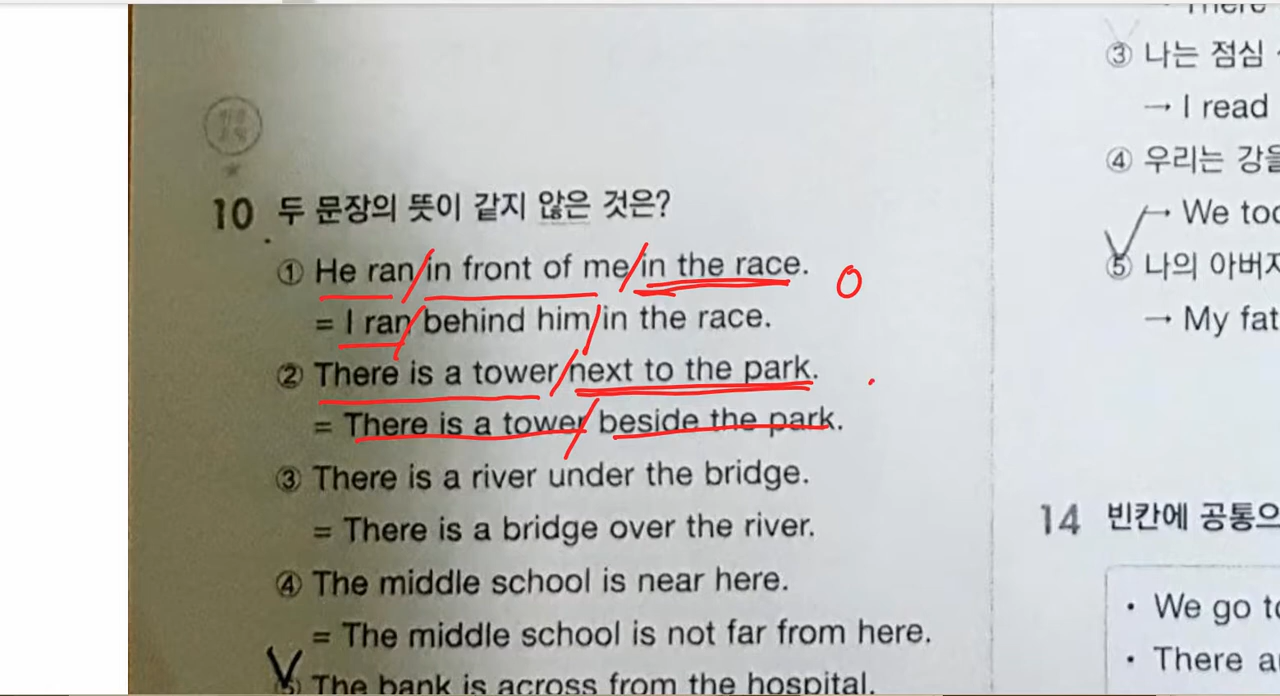 10 두 문장의 뜻이 같지 않은 것은?
① He ran/in front of me/in the race.
= I ran/behind him/in the race.
② There is a tower/next to the park.
= There is a tower/beside the park.
③ There is a river under the bridge.
= There is a bridge over the river.
④ The middle school is near here.
= The middle school is not far from here.
⑤ The bank is across from the hospital.
There
③ 나는 점심
→ I read
④ 우리는 강을
→ We too
⑤ 나의 아버지
→ My fat
14 빈칸에 공통으
• We go to
• There a